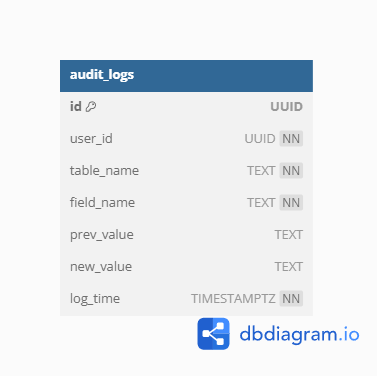 audit_logs
id UUID
user_id UUID NN
table_name TEXT NN
field_name TEXT NN
prev_value TEXT
new_value TEXT
log_time TIMESTAMPTZ NN
dbdiagram.io